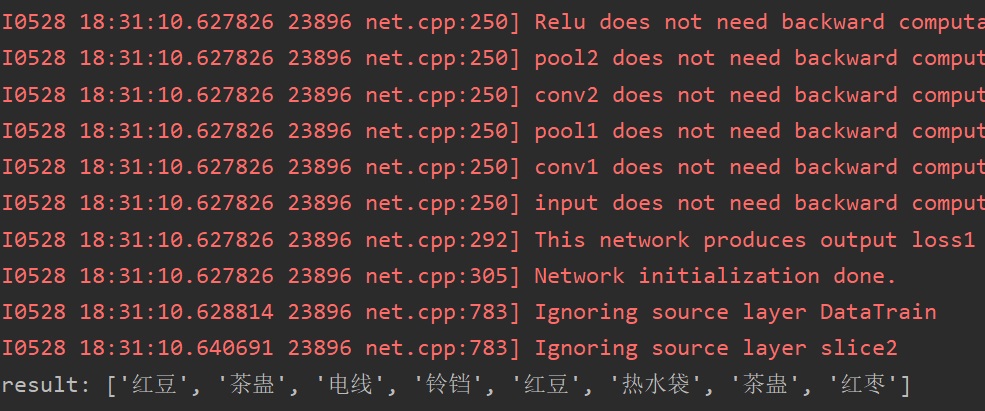 I0528 18:31:10.627826 23896 net.cpp:250] Relu does not need backward computa
I0528 18:31:10.627826 23896 net.cpp:250] pool2 does not need backward comput
I0528 18:31:10.627826 23896 net.cpp:250] conv2 does not need backward comput
I0528 18:31:10.627826 23896 net.cpp:250] pool1 does not need backward comput
I0528 18:31:10.627826 23896 net.cpp:250] conv1 does not need backward comput
I0528 18:31:10.627826 23896 net.cpp:250] input does not need backward comput
I0528 18:31:10.627826 23896 net.cpp:292] This network produces output loss1
I0528 18:31:10.627826 23896 net.cpp:305] Network initialization done.
I0528 18:31:10.628814 23896 net.cpp:783] Ignoring source layer DataTrain
I0528 18:31:10.640691 23896 net.cpp:783] Ignoring source layer slice2
result: ['红豆', '茶蛊', '电线', '铃铛', '红豆', '热水袋', '茶蛊', '红枣']